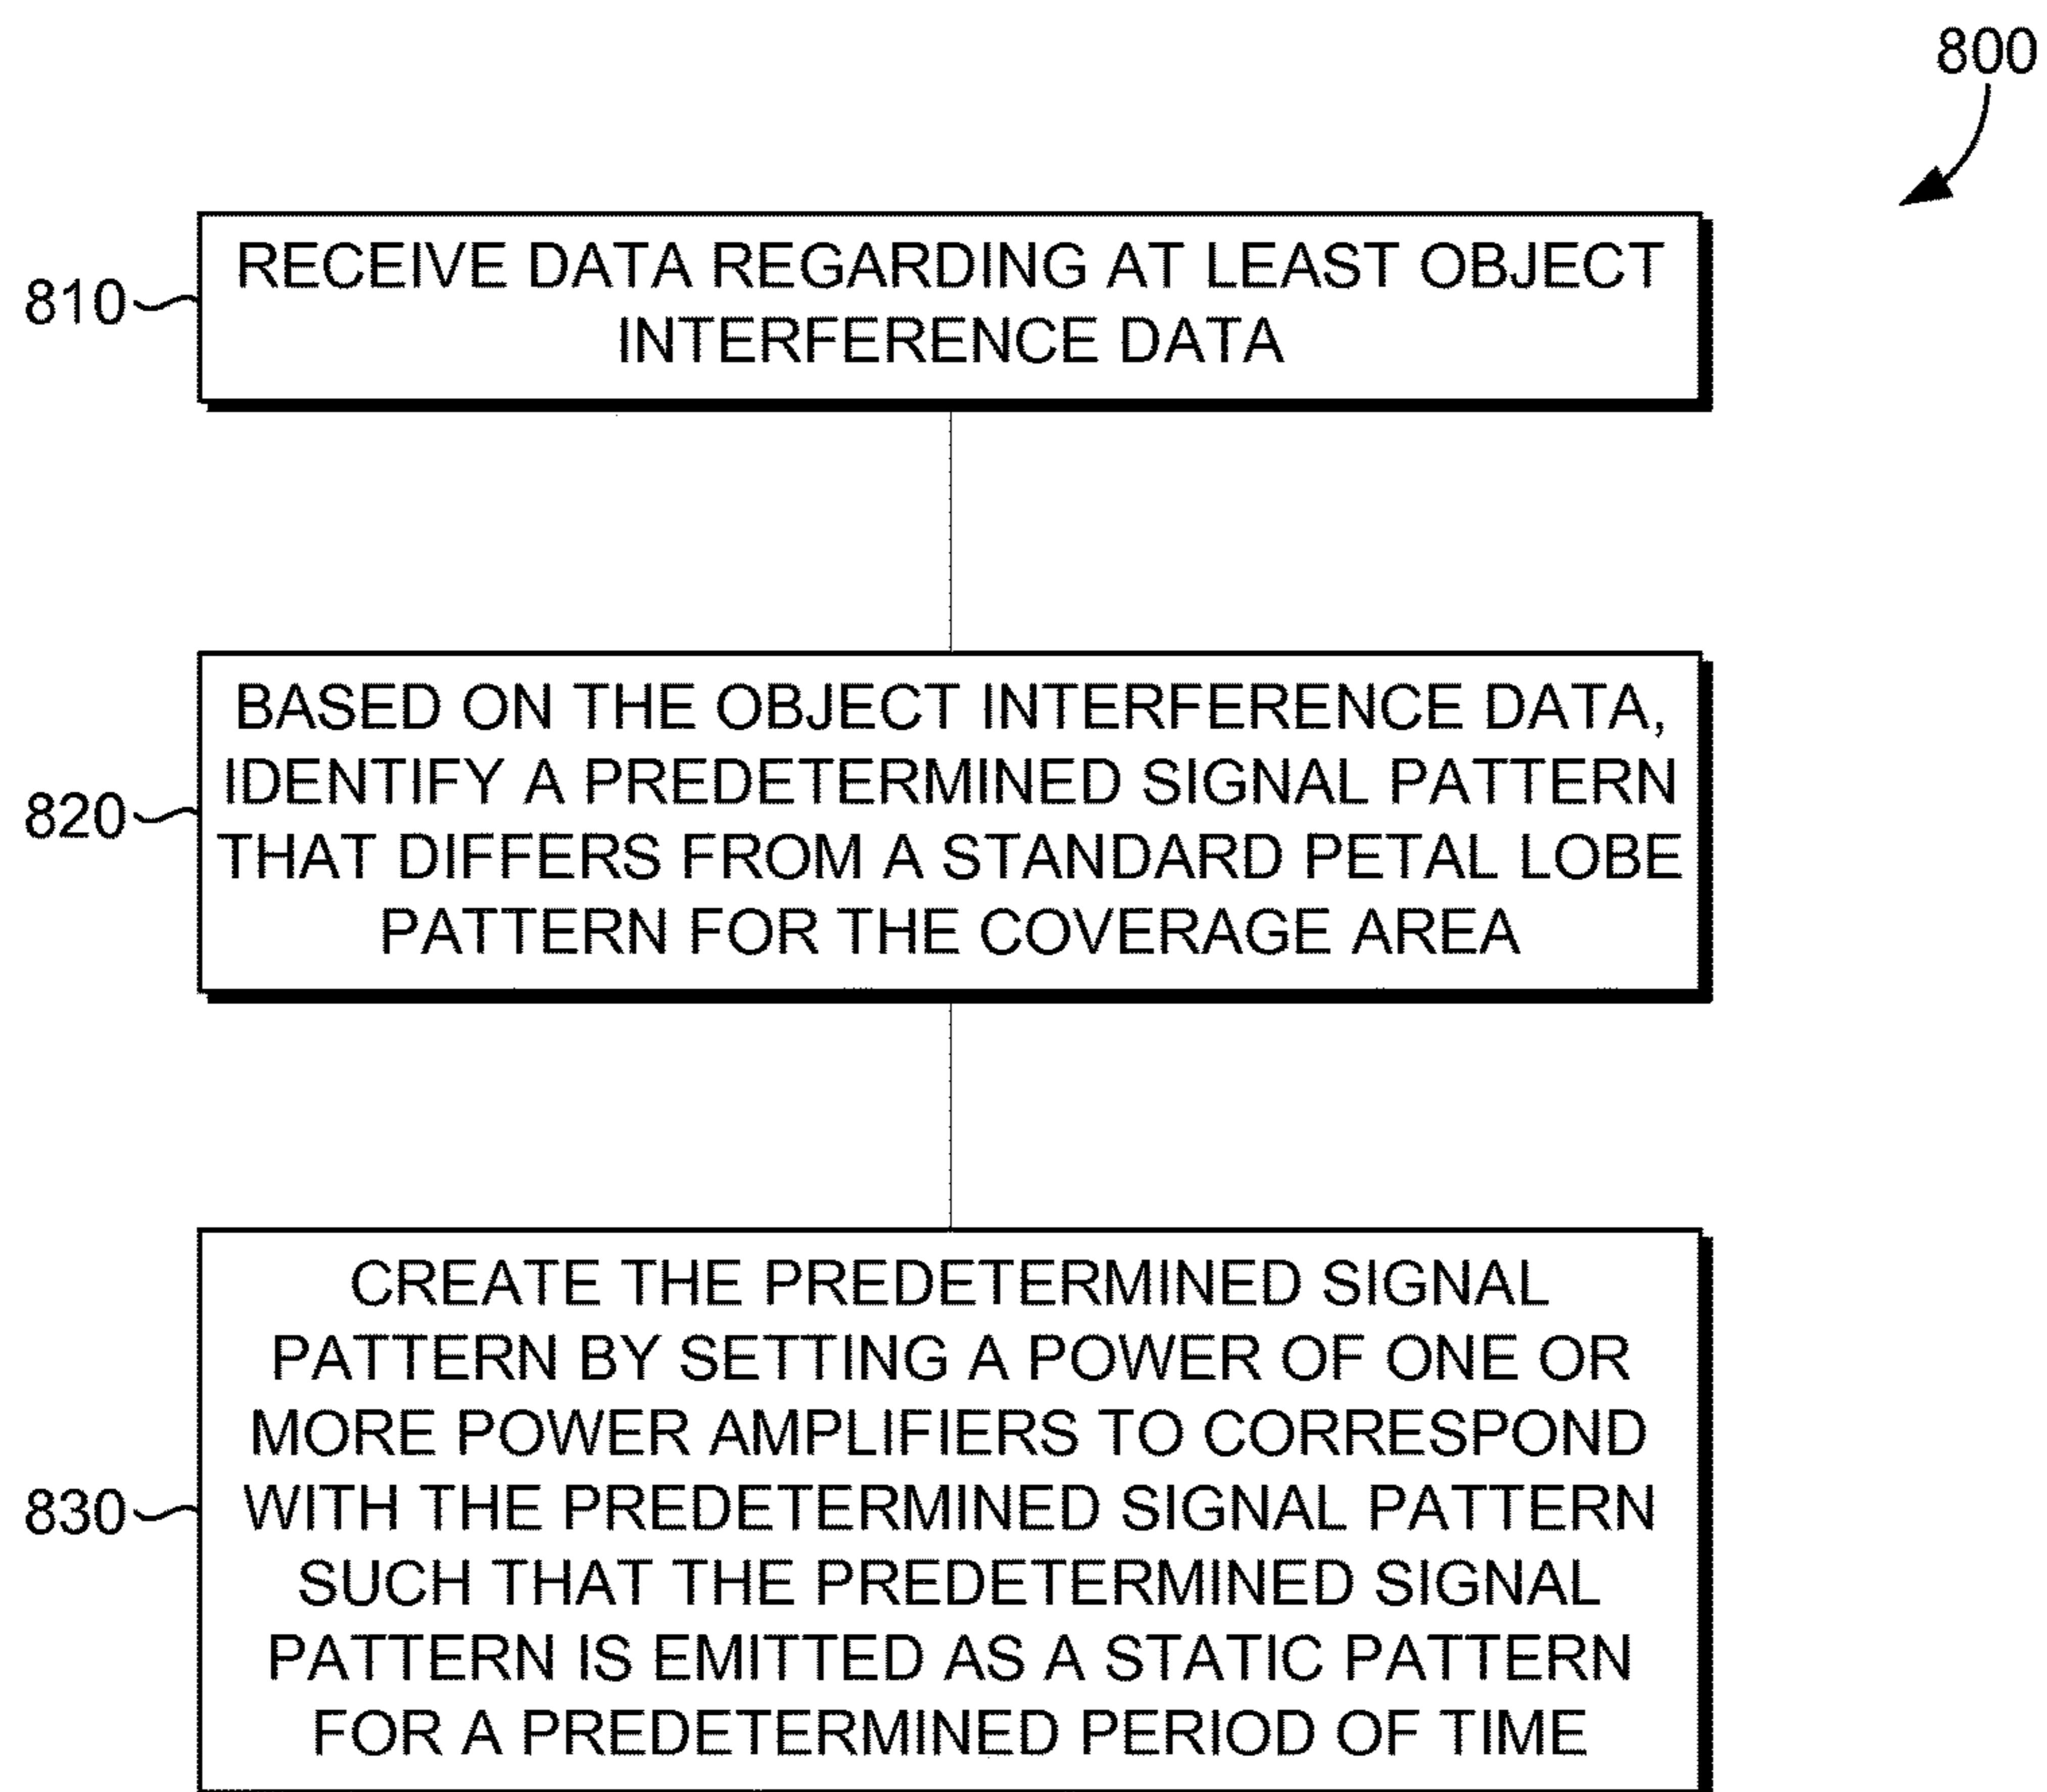 800
810
RECEIVE DATA REGARDING AT LEAST OBJECT
INTERFERENCE DATA
820
BASED ON THE OBJECT INTERFERENCE DATA,
IDENTIFY A PREDETERMINED SIGNAL PATTERN
THAT DIFFERS FROM A STANDARD PETAL LOBE
PATTERN FOR THE COVERAGE AREA
830
CREATE THE PREDETERMINED SIGNAL
PATTERN BY SETTING A POWER OF ONE OR
MORE POWER AMPLIFIERS TO CORRESPOND
WITH THE PREDETERMINED SIGNAL PATTERN
SUCH THAT THE PREDETERMINED SIGNAL
PATTERN IS EMITTED AS A STATIC PATTERN
FOR A PREDETERMINED PERIOD OF TIME